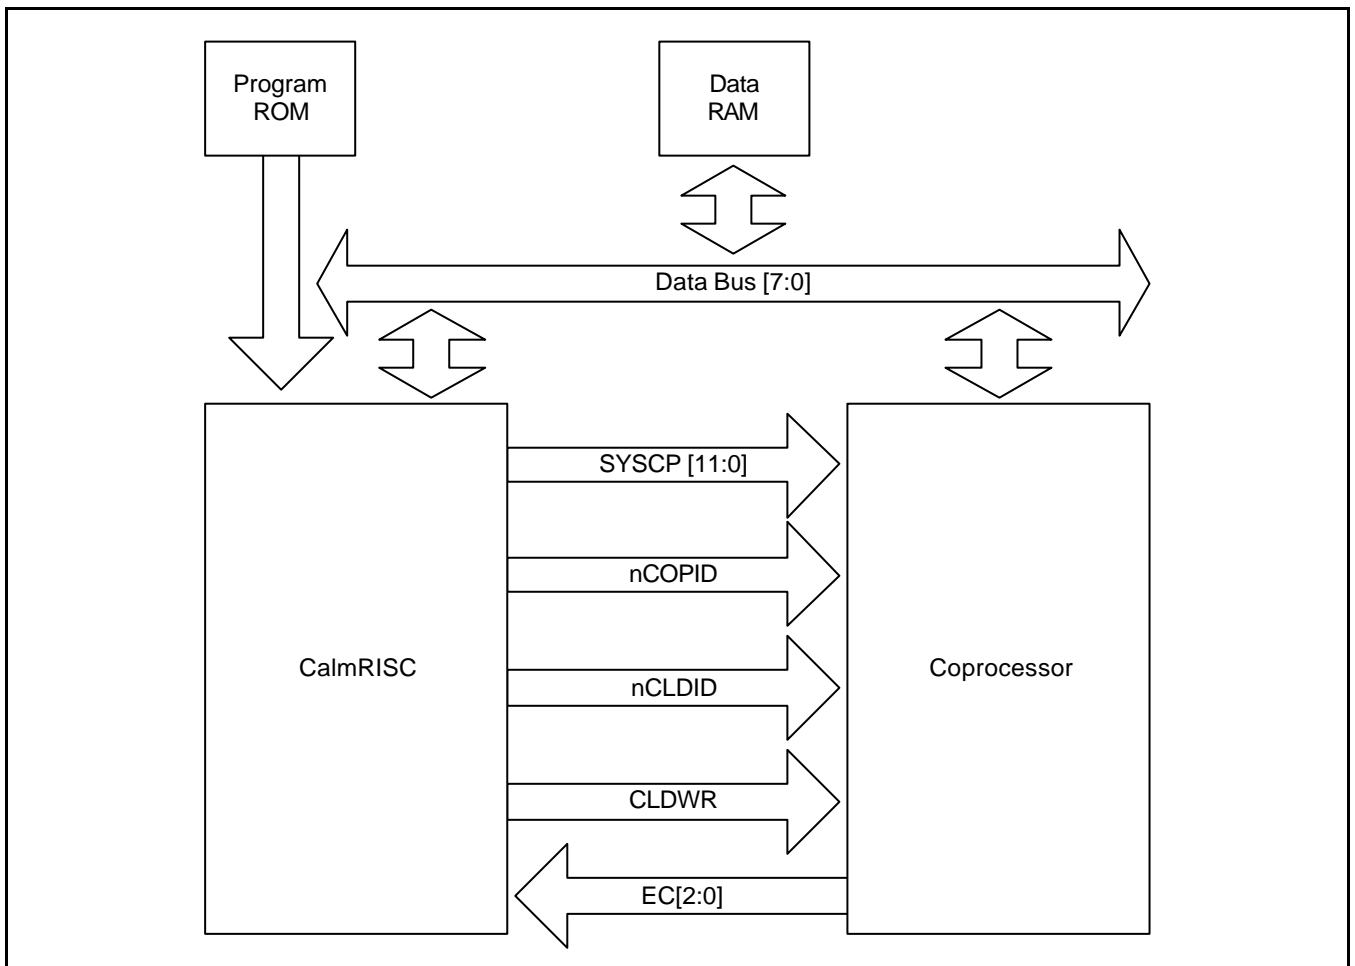 Program
ROM
Data
RAM
Data Bus [7:0]
SYSCP [11:0]
nCOPID
CalmRISC
nCLDID
Coprocessor
CLDWR
EC[2:0]